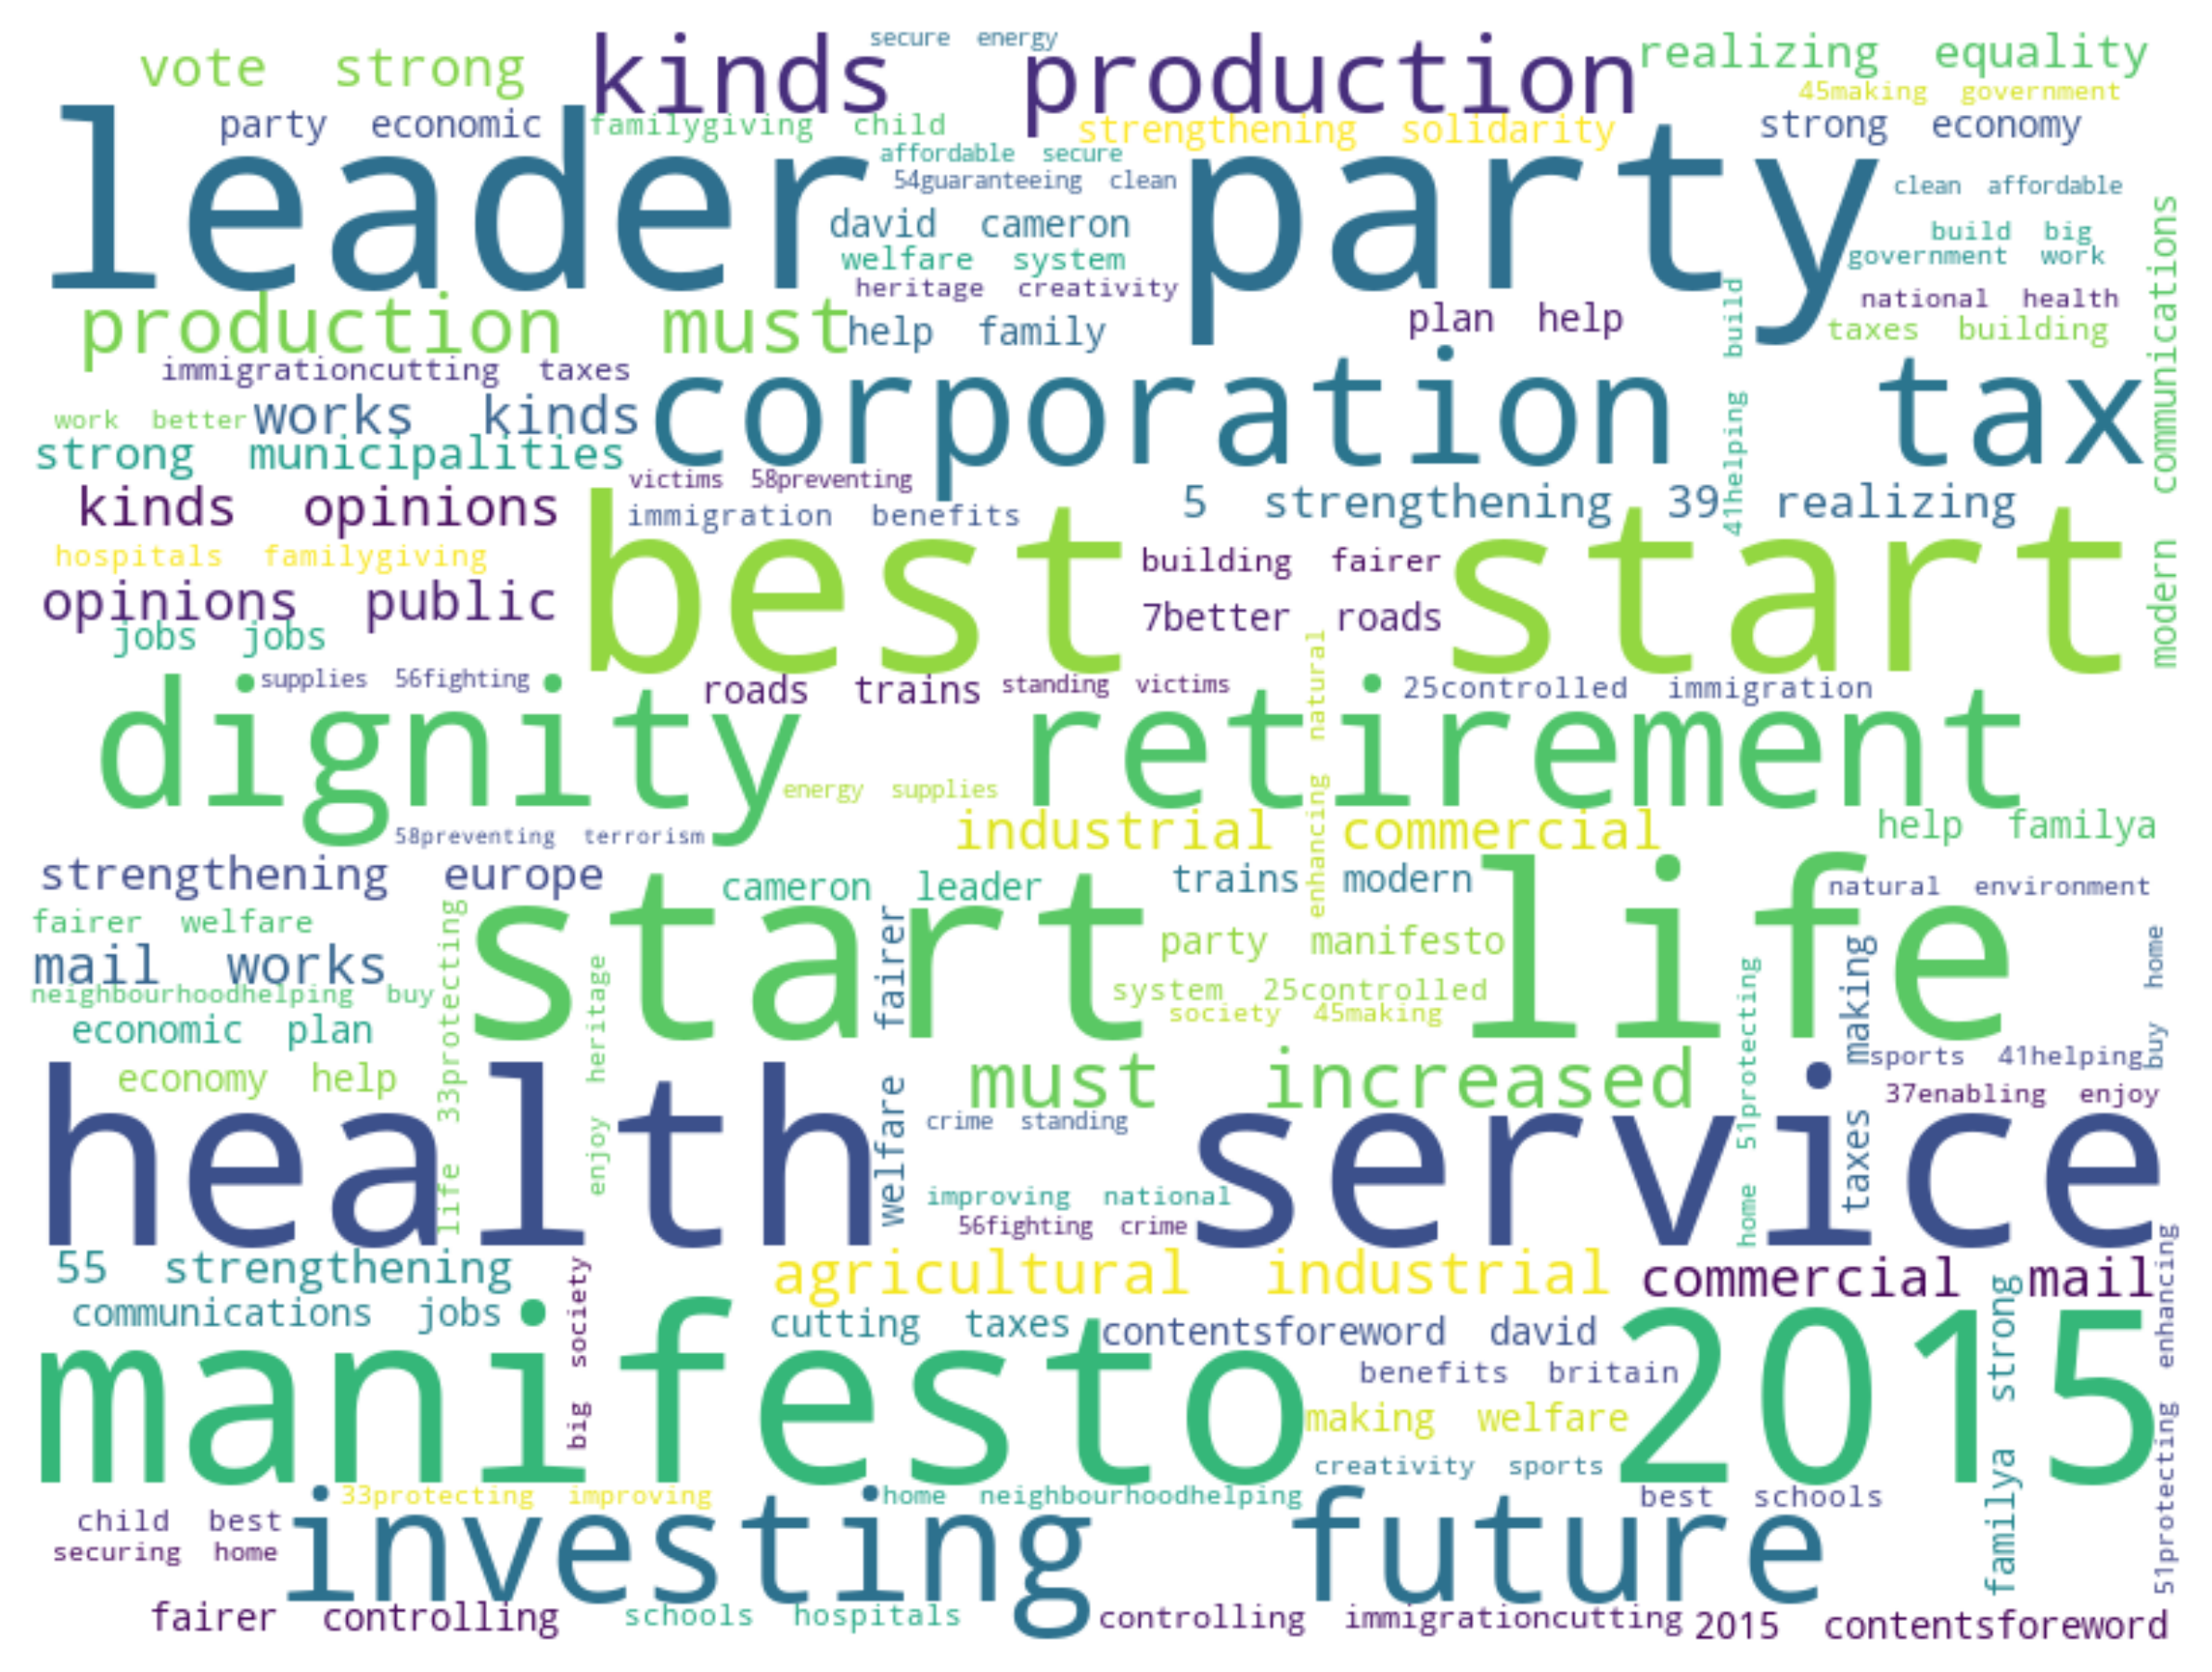 secure energy
vote strong
kinds production
realizing equality
45making government
party economic
familygiving child
strengthening solidarity
strong economy
leader party
affordable secure
54guaranteeing clean
clean affordable
david cameron
build big
welfare system
government work
heritage creativity
national health
production must
help family
plan help
taxes building
modern communications
41helping build
immigrationcutting taxes
corporation tax
work better
works kinds
strong municipalities
victims 58preventing
kinds opinions
immigration benefits
5 strengthening
39 realizing
hospitals familygiving
best start
building fairer
opinions public
7better roads
jobs jobs
supplies 56fighting
roads trains
standing victims
25controlled immigration
enhancing natural
dignity retirement
energy supplies
58preventing terrorism
industrial commercial
help familya
strengthening europe
cameron leader
trains modern
natural environment
fairer welfare
start life
party manifesto
mail works
neighbourhoodhelping buy
system 25controlled
society 45making
economic plan
life 33protecting
enjoy heritage
welfare fairer
home 51protecting
taxes making
buy home
sports 41helping
economy help
must increased
37enabling enjoy
health service
crime standing
improving national
56fighting crime
55 strengthening
agricultural industrial
commercial mail
communications jobs
big society
cutting taxes
contentsforeword david
manifesto 2015
benefits britain
making welfare
familya strong
51protecting enhancing
creativity sports
33protecting improving
home neighbourhoodhelping
best schools
child best
investing future
securing home
fairer controlling
schools hospitals
controlling immigrationcutting
2015 contentsforeword